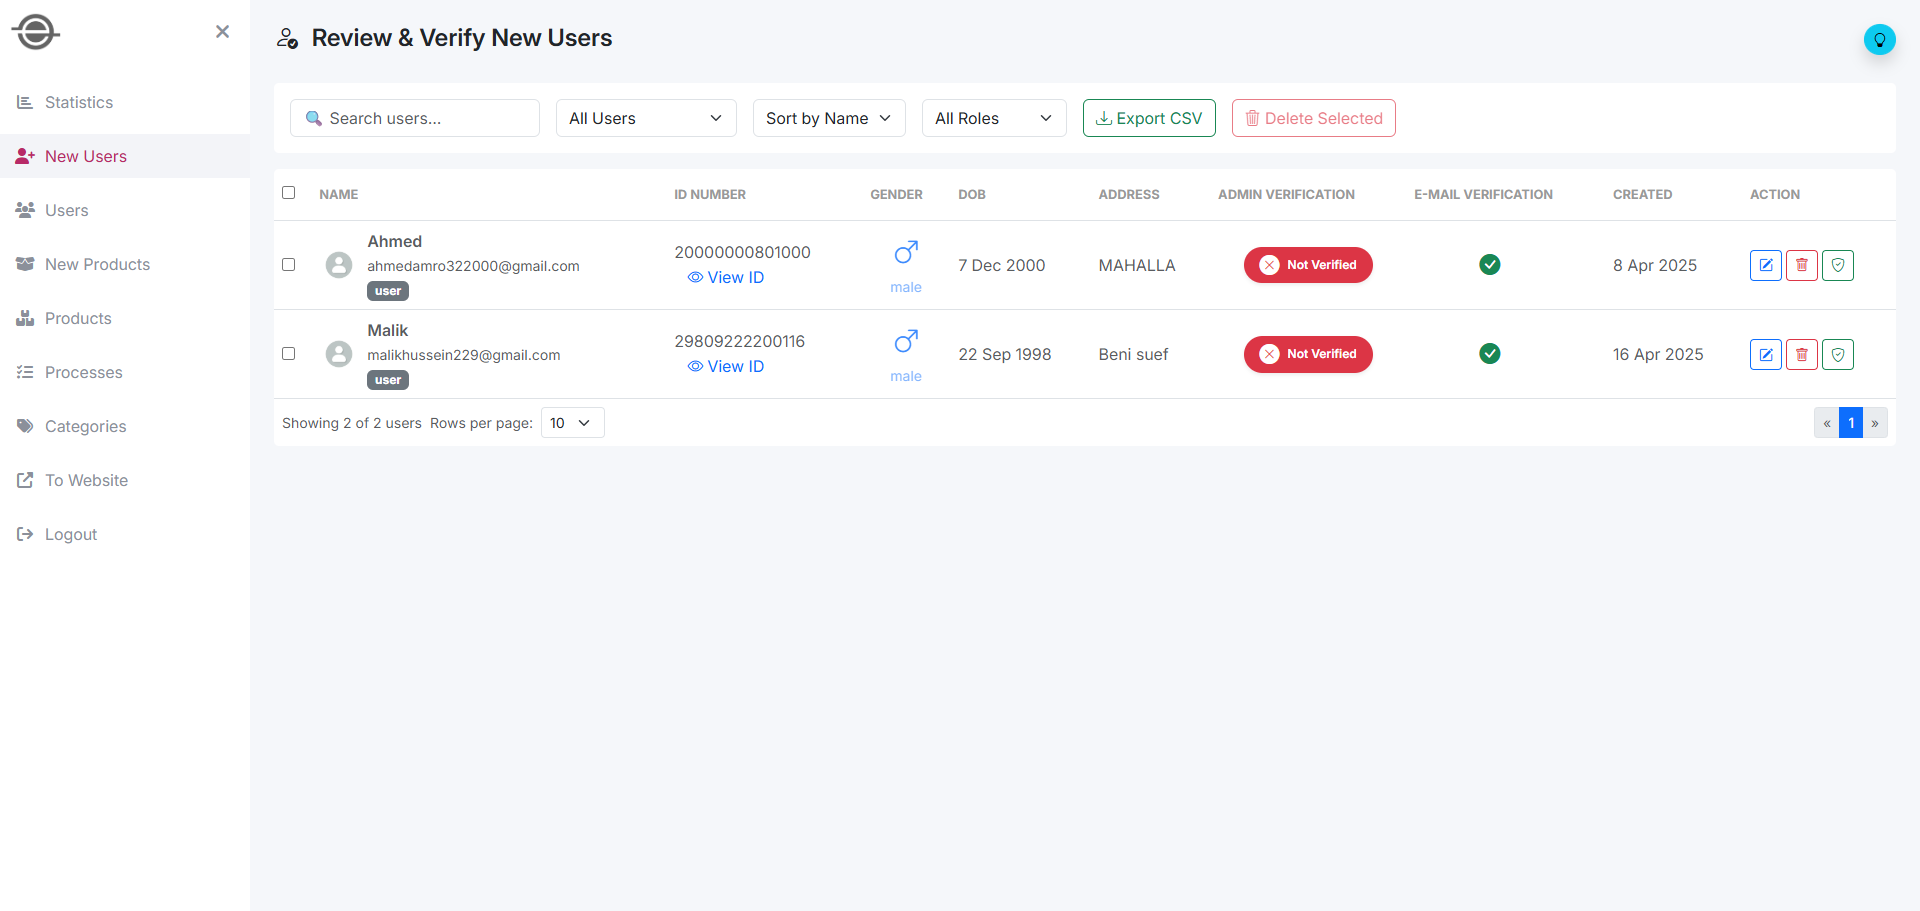 Review & Verify New Users
Statistics
New Users
Users
New Products
Products
Processes
Categories
To Website
Logout
Search users...
All Users
Sort by Name
All Roles
Export CSV
Delete Selected
NAME ID NUMBER GENDER DOB ADDRESS ADMIN VERIFICATION E-MAIL VERIFICATION CREATED ACTION
Ahmed
ahmedamro322000@gmail.com
user
20000000801000
View ID
male
7 Dec 2000
MAHALLA
Not Verified
8 Apr 2025
Malik
malikhussein229@gmail.com
user
29809222200116
View ID
male
22 Sep 1998
Beni suef
Not Verified
16 Apr 2025
Showing 2 of 2 users Rows per page: 10
« 1 »